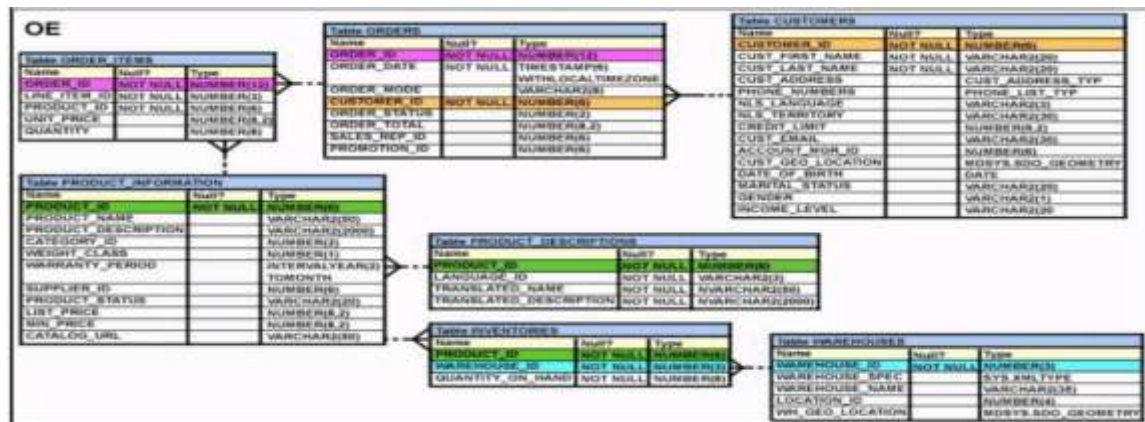 OE
Table ORDER_ITEMS
Name Null? Type
ORDER_ID NOT NULL NUMBER(12)
LINE_ITEM_ID NOT NULL NUMBER(3)
PRODUCT_ID NOT NULL NUMBER(6)
UNIT_PRICE NUMBER(8,2)
QUANTITY NUMBER(8)
Table ORDERS
Name Null? Type
ORDER_ID NOT NULL NUMBER(12)
ORDER_DATE NOT NULL TIMESTAMP(6)
WITHLOCALTIMEZONE
ORDER_MODE VARCHAR2(8)
CUSTOMER_ID NOT NULL NUMBER(6)
ORDER_STATUS NUMBER(2)
ORDER_TOTAL NUMBER(8,2)
SALES_REP_ID NUMBER(6)
PROMOTION_ID NUMBER(6)
Table CUSTOMERS
Name Null? Type
CUSTOMER_ID NOT NULL NUMBER(6)
CUST_FIRST_NAME NOT NULL VARCHAR2(20)
CUST_LAST_NAME NOT NULL VARCHAR2(20)
CUST_ADDRESS CUST_ADDRESS_TYP
PHONE_NUMBERS PHONE_LIST_TYP
NLS_LANGUAGE VARCHAR2(3)
NLS_TERRITORY VARCHAR2(30)
CREDIT_LIMIT NUMBER(9,2)
CUST_EMAIL VARCHAR2(30)
ACCOUNT_MGR_ID NUMBER(6)
CUST_GEO_LOCATION MDSYS.SDO_GEOMETRY
DATE_OF_BIRTH DATE
MARITAL_STATUS VARCHAR2(20)
GENDER VARCHAR2(1)
INCOME_LEVEL VARCHAR2(20
Table PRODUCT_INFORMATION
Name Null? Type
PRODUCT_ID NOT NULL NUMBER(6)
PRODUCT_NAME VARCHAR2(50)
PRODUCT_DESCRIPTION VARCHAR2(2000)
CATEGORY_ID NUMBER(2)
WEIGHT_CLASS NUMBER(1)
WARRANTY_PERIOD INTERVALYEAR(2)
TOMONTH
SUPPLIER_ID NUMBER(6)
PRODUCT_STATUS VARCHAR2(20)
LIST_PRICE NUMBER(8,2)
MIN_PRICE NUMBER(8,2)
CATALOG_URL VARCHAR2(50)
Table PRODUCT_DESCRIPTIONS
Name Null? Type
PRODUCT_ID NOT NULL NUMBER(6)
LANGUAGE_ID NOT NULL VARCHAR2(3)
TRANSLATED_NAME NOT NULL NVARCHAR2(50)
TRANSLATED_DESCRIPTION NOT NULL NVARCHAR2(2000)
Table INVENTORIES
Name Null? Type
PRODUCT_ID NOT NULL NUMBER(6)
WAREHOUSE_ID NOT NULL NUMBER(3)
QUANTITY_ON_HAND NOT NULL NUMBER(8)
Table WAREHOUSES
Name Null? Type
WAREHOUSE_ID NOT NULL NUMBER(3)
WAREHOUSE_SPEC SYS.XMLTYPE
WAREHOUSE_NAME VARCHAR2(35)
LOCATION_ID NUMBER(4)
WH_GEO_LOCATION MDSYS.SDO_GEOMETRY